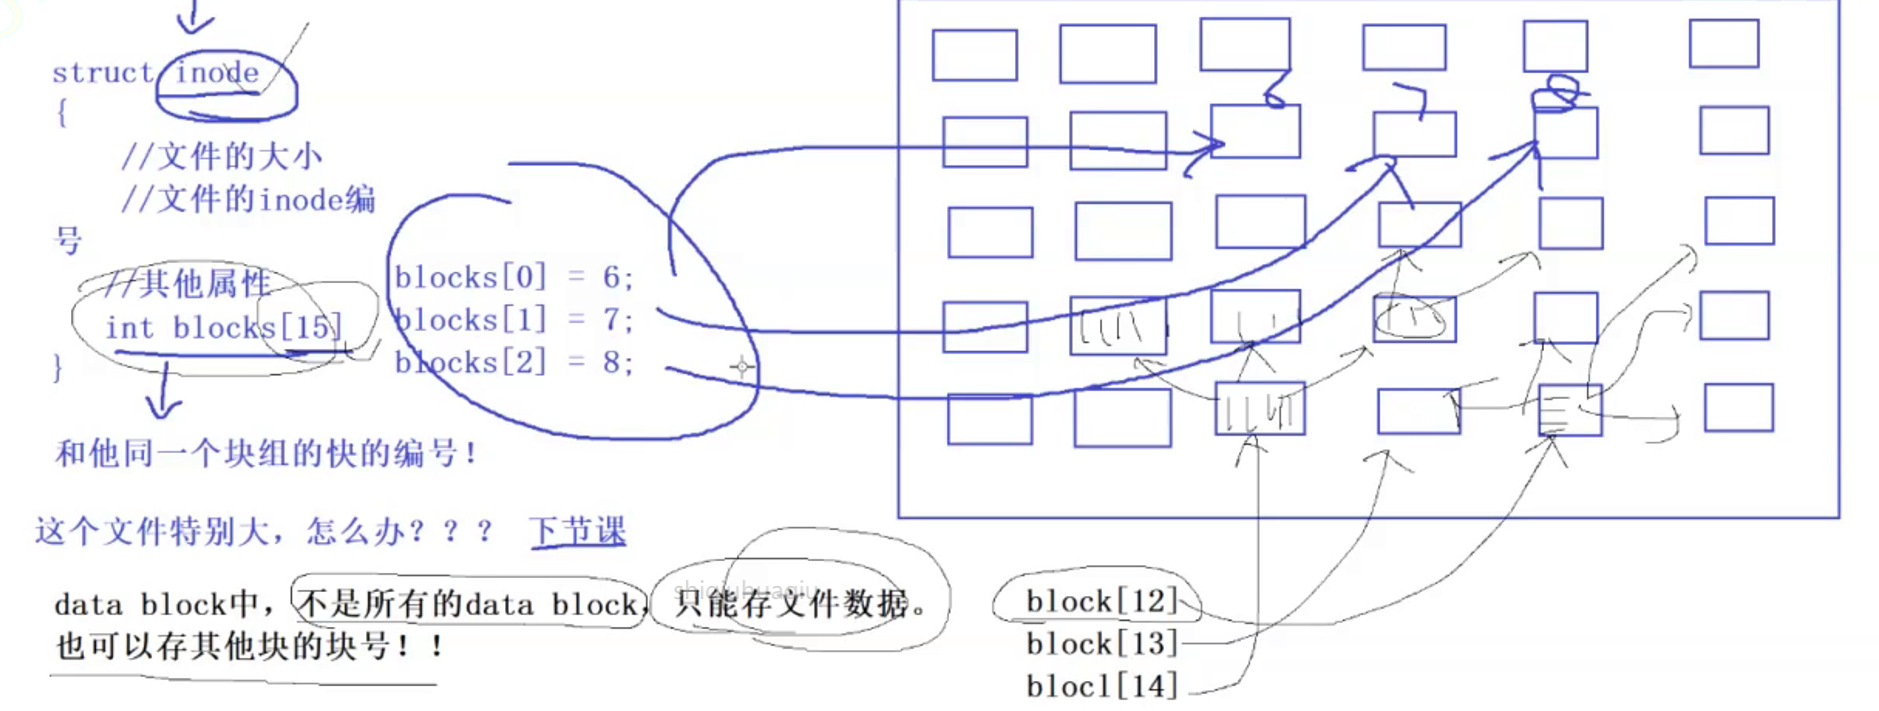 struct inode
{
//文件的大小
//文件的inode编
号
//其他属性
int blocks[15]
}
blocks[0] = 6;
blocks[1] = 7;
blocks[2] = 8;
6
7
8
和他同一个块组的快的编号！
这个文件特别大，怎么办？？？ 下节课
data block中，不是所有的data block，只能存文件数据。
也可以存其他块的块号！！
block[12]
block[13]
blocl[14]